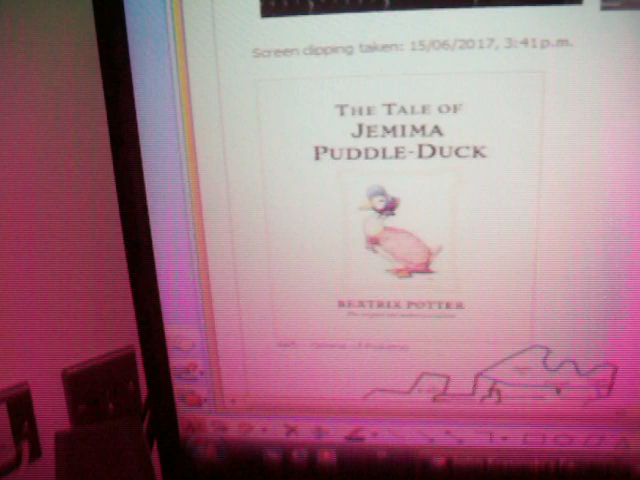 Screen clipping taken: 15/06/2017, 3:41 p.m.
THE TALE OF
JEMIMA
PUDDLE-DUCK
BEATRIX POTTER